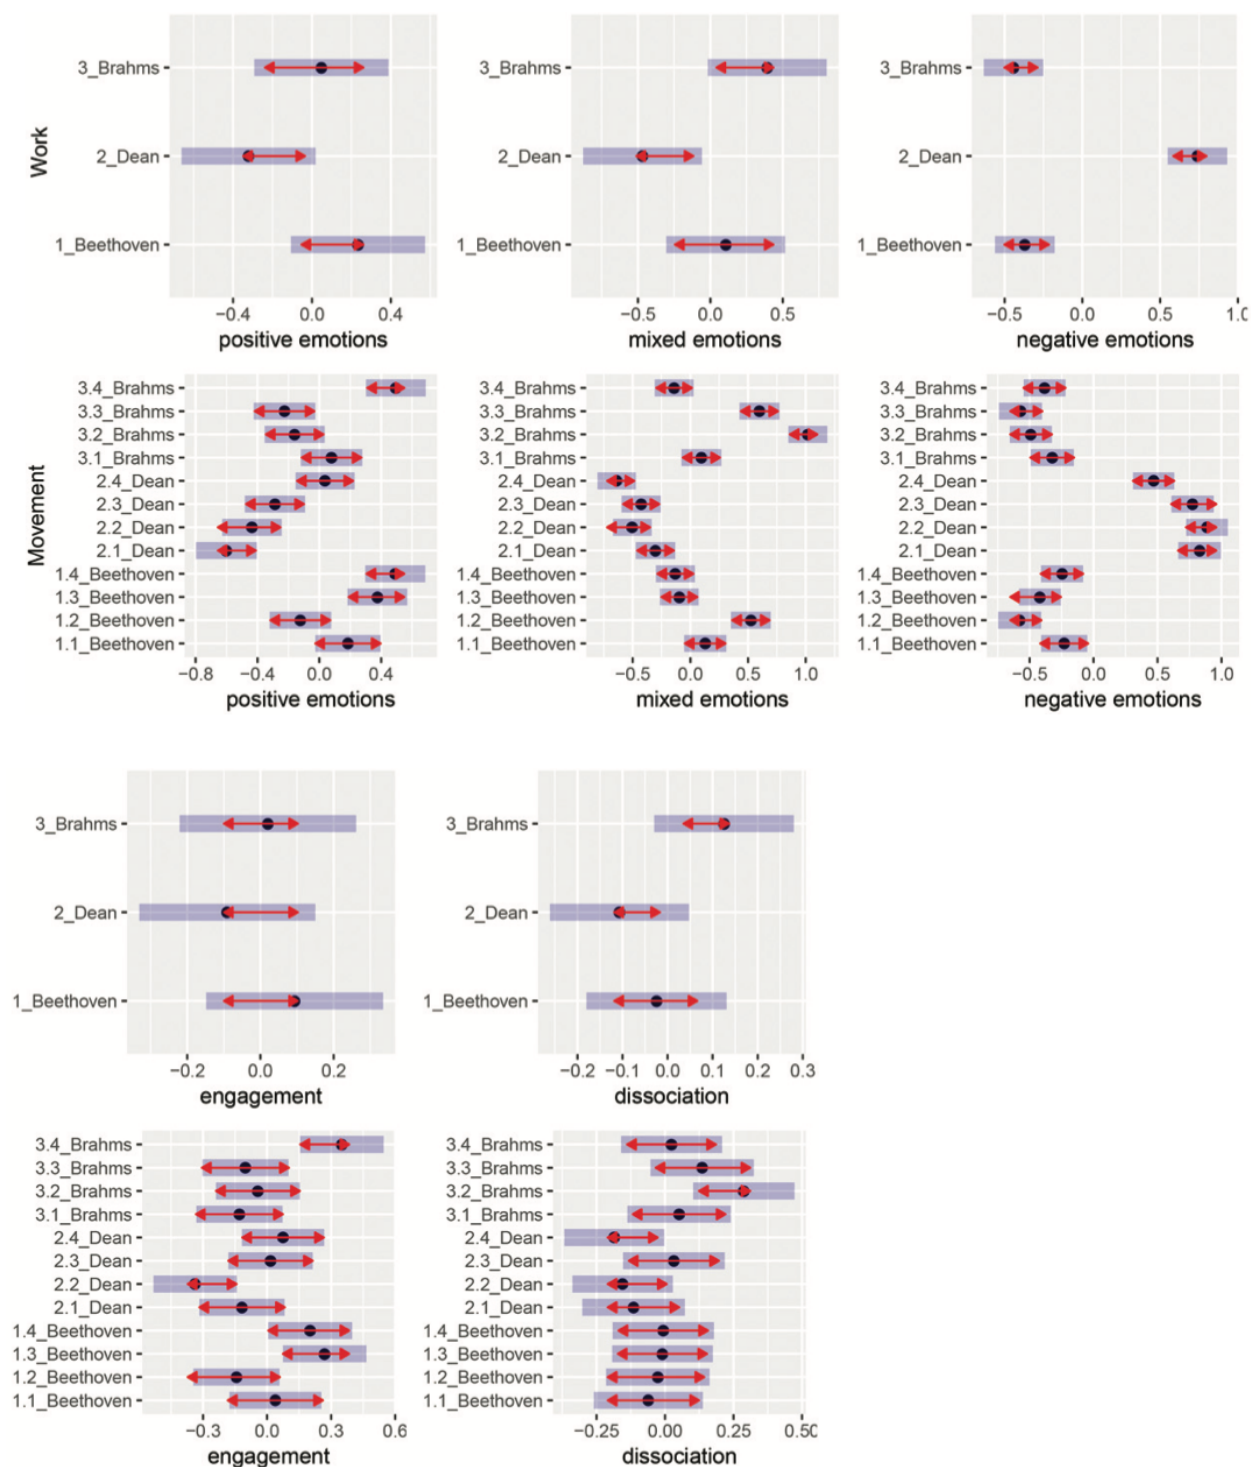 Work
3_Brahms
2_Dean
1_Beethoven
−0.4 0.0 0.4
positive emotions
3_Brahms
2_Dean
1_Beethoven
−0.5 0.0 0.5
mixed emotions
3_Brahms
2_Dean
1_Beethoven
−0.5 0.0 0.5 1.0
negative emotions
Movement
3.4_Brahms
3.3_Brahms
3.2_Brahms
3.1_Brahms
2.4_Dean
2.3_Dean
2.2_Dean
2.1_Dean
1.4_Beethoven
1.3_Beethoven
1.2_Beethoven
1.1_Beethoven
−0.8 −0.4 0.0 0.4
positive emotions
3.4_Brahms
3.3_Brahms
3.2_Brahms
3.1_Brahms
2.4_Dean
2.3_Dean
2.2_Dean
2.1_Dean
1.4_Beethoven
1.3_Beethoven
1.2_Beethoven
1.1_Beethoven
−0.5 0.0 0.5 1.0
mixed emotions
3.4_Brahms
3.3_Brahms
3.2_Brahms
3.1_Brahms
2.4_Dean
2.3_Dean
2.2_Dean
2.1_Dean
1.4_Beethoven
1.3_Beethoven
1.2_Beethoven
1.1_Beethoven
−0.5 0.0 0.5 1.0
negative emotions
3_Brahms
2_Dean
1_Beethoven
−0.2 0.0 0.2
engagement
3_Brahms
2_Dean
1_Beethoven
−0.2 −0.1 0.0 0.1 0.2 0.3
dissociation
3.4_Brahms
3.3_Brahms
3.2_Brahms
3.1_Brahms
2.4_Dean
2.3_Dean
2.2_Dean
2.1_Dean
1.4_Beethoven
1.3_Beethoven
1.2_Beethoven
1.1_Beethoven
−0.3 0.0 0.3 0.6
engagement
3.4_Brahms
3.3_Brahms
3.2_Brahms
3.1_Brahms
2.4_Dean
2.3_Dean
2.2_Dean
2.1_Dean
1.4_Beethoven
1.3_Beethoven
1.2_Beethoven
1.1_Beethoven
−0.25 0.00 0.25 0.50
dissociation